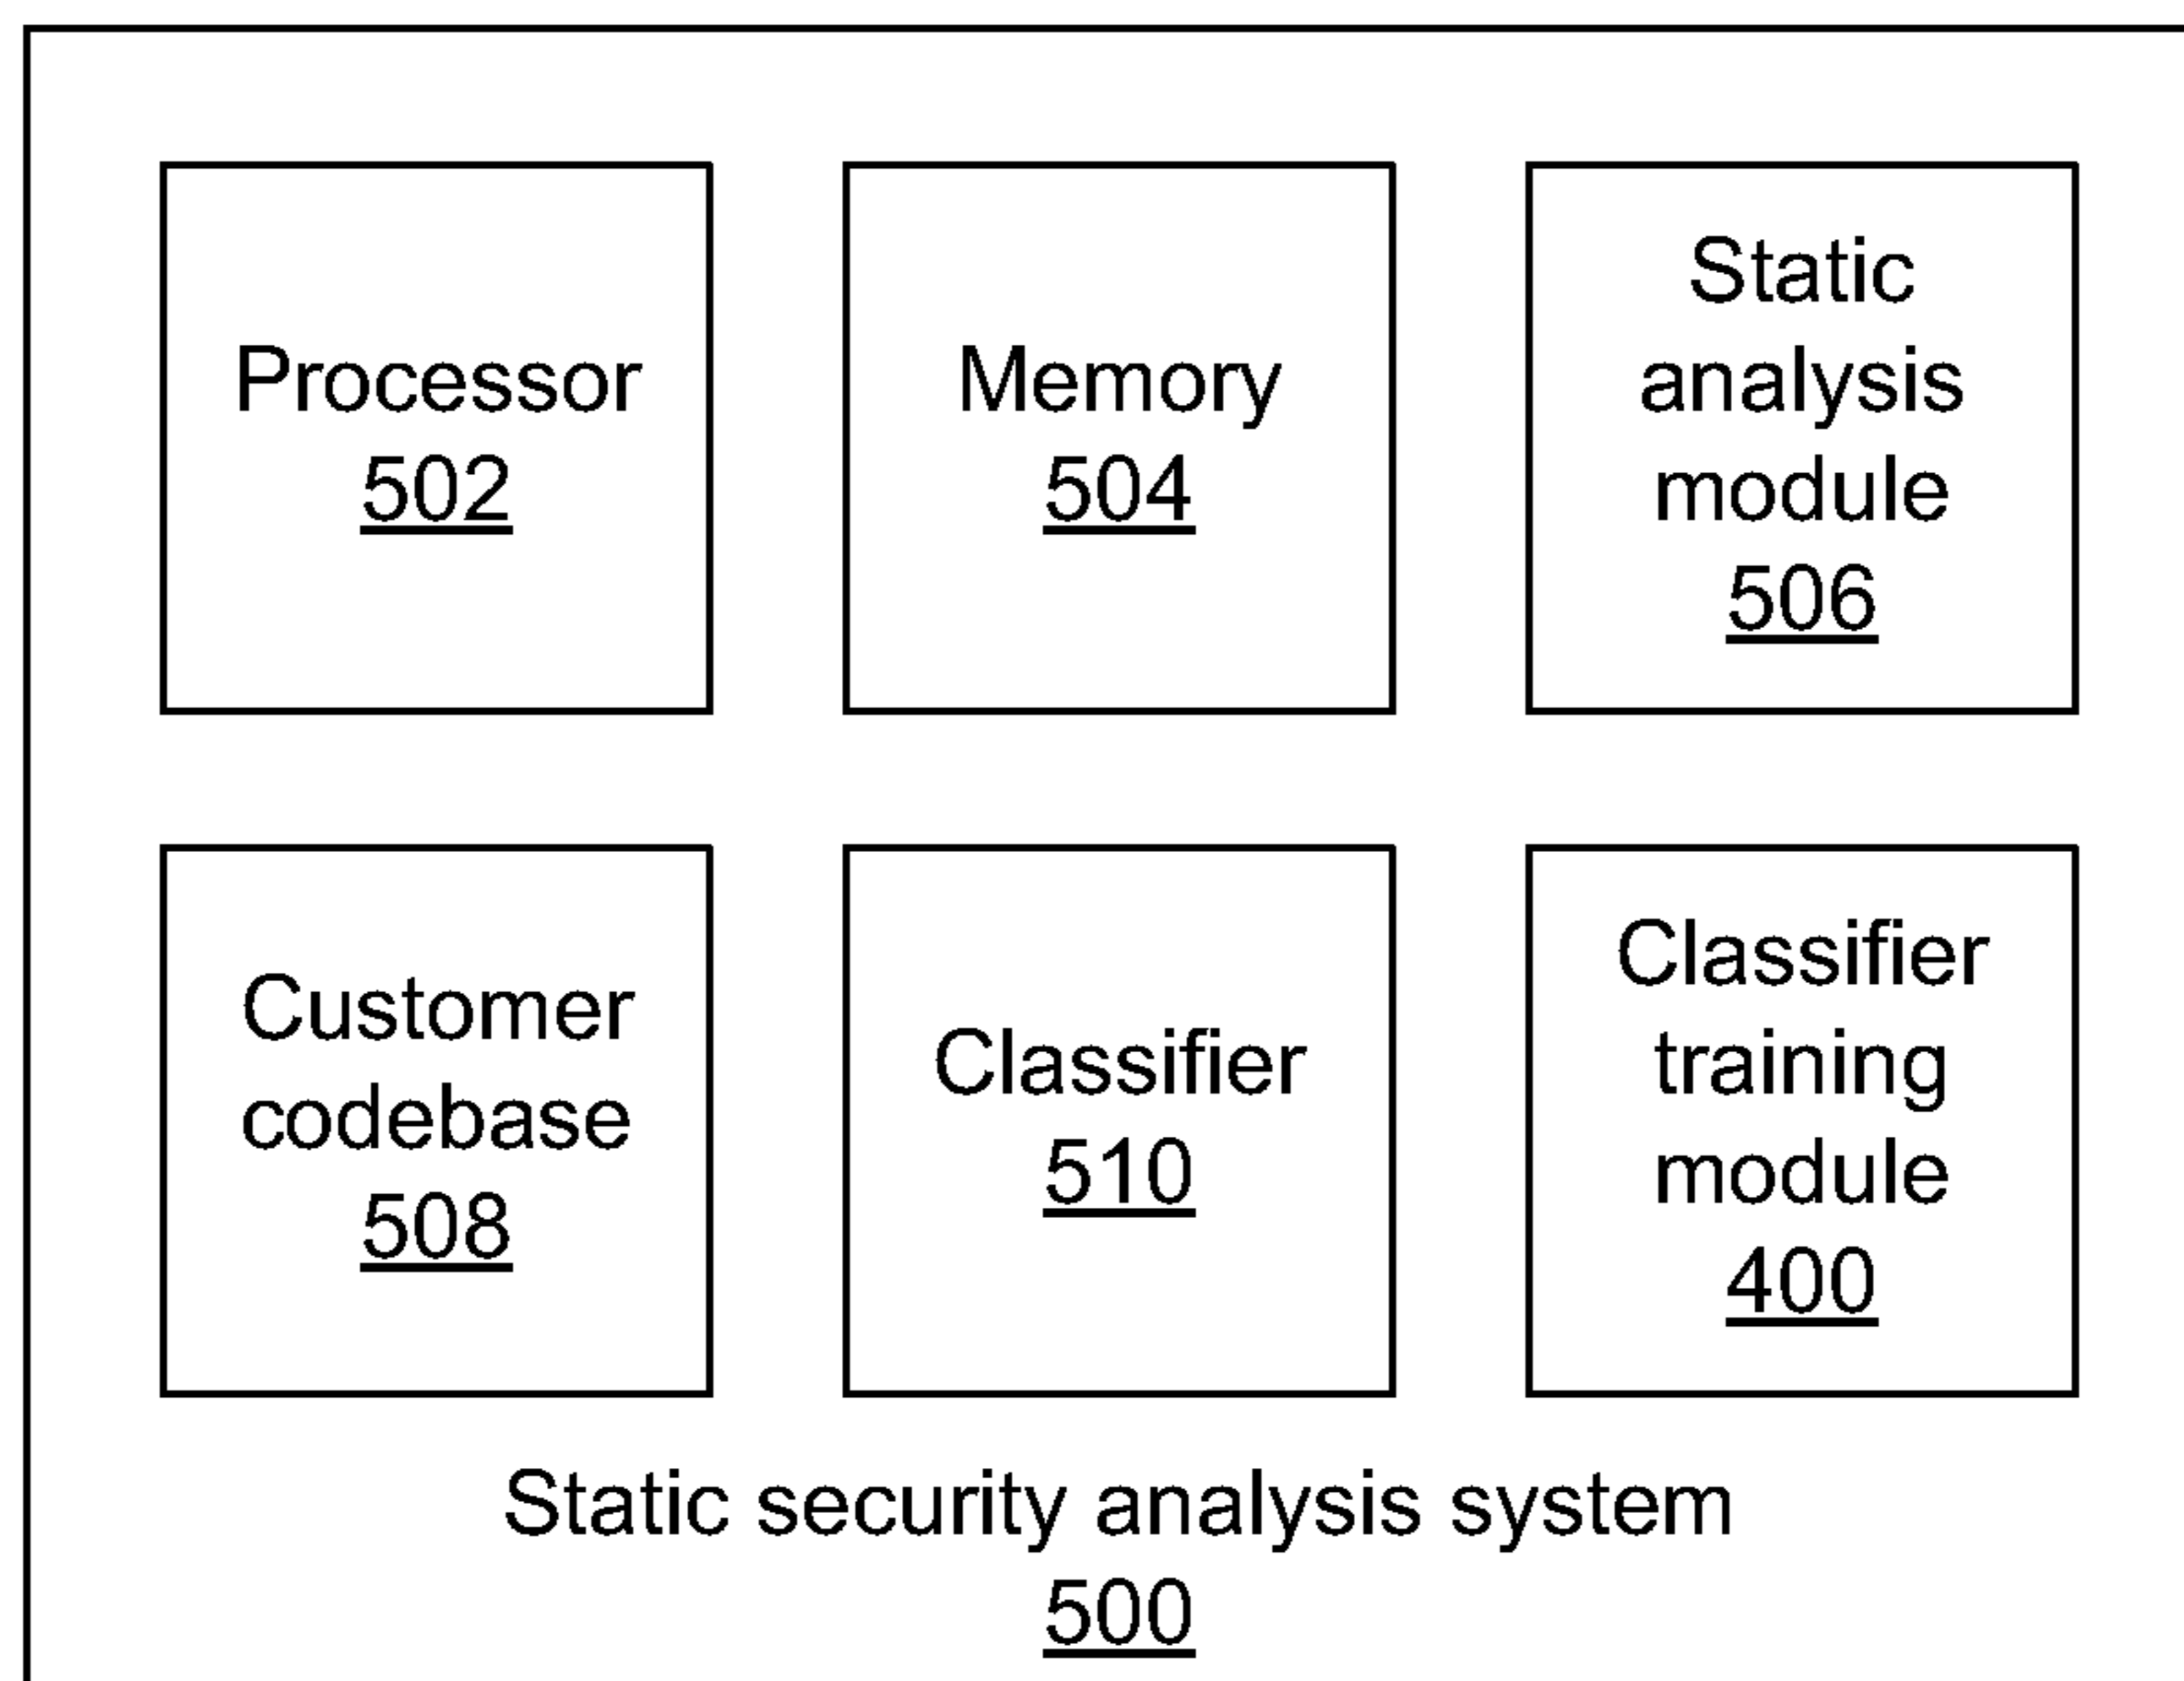 Processor
502
Memory
504
Static
analysis
module
506
Customer
codebase
508
Classifier
510
Classifier
training
module
400
Static security analysis system
500